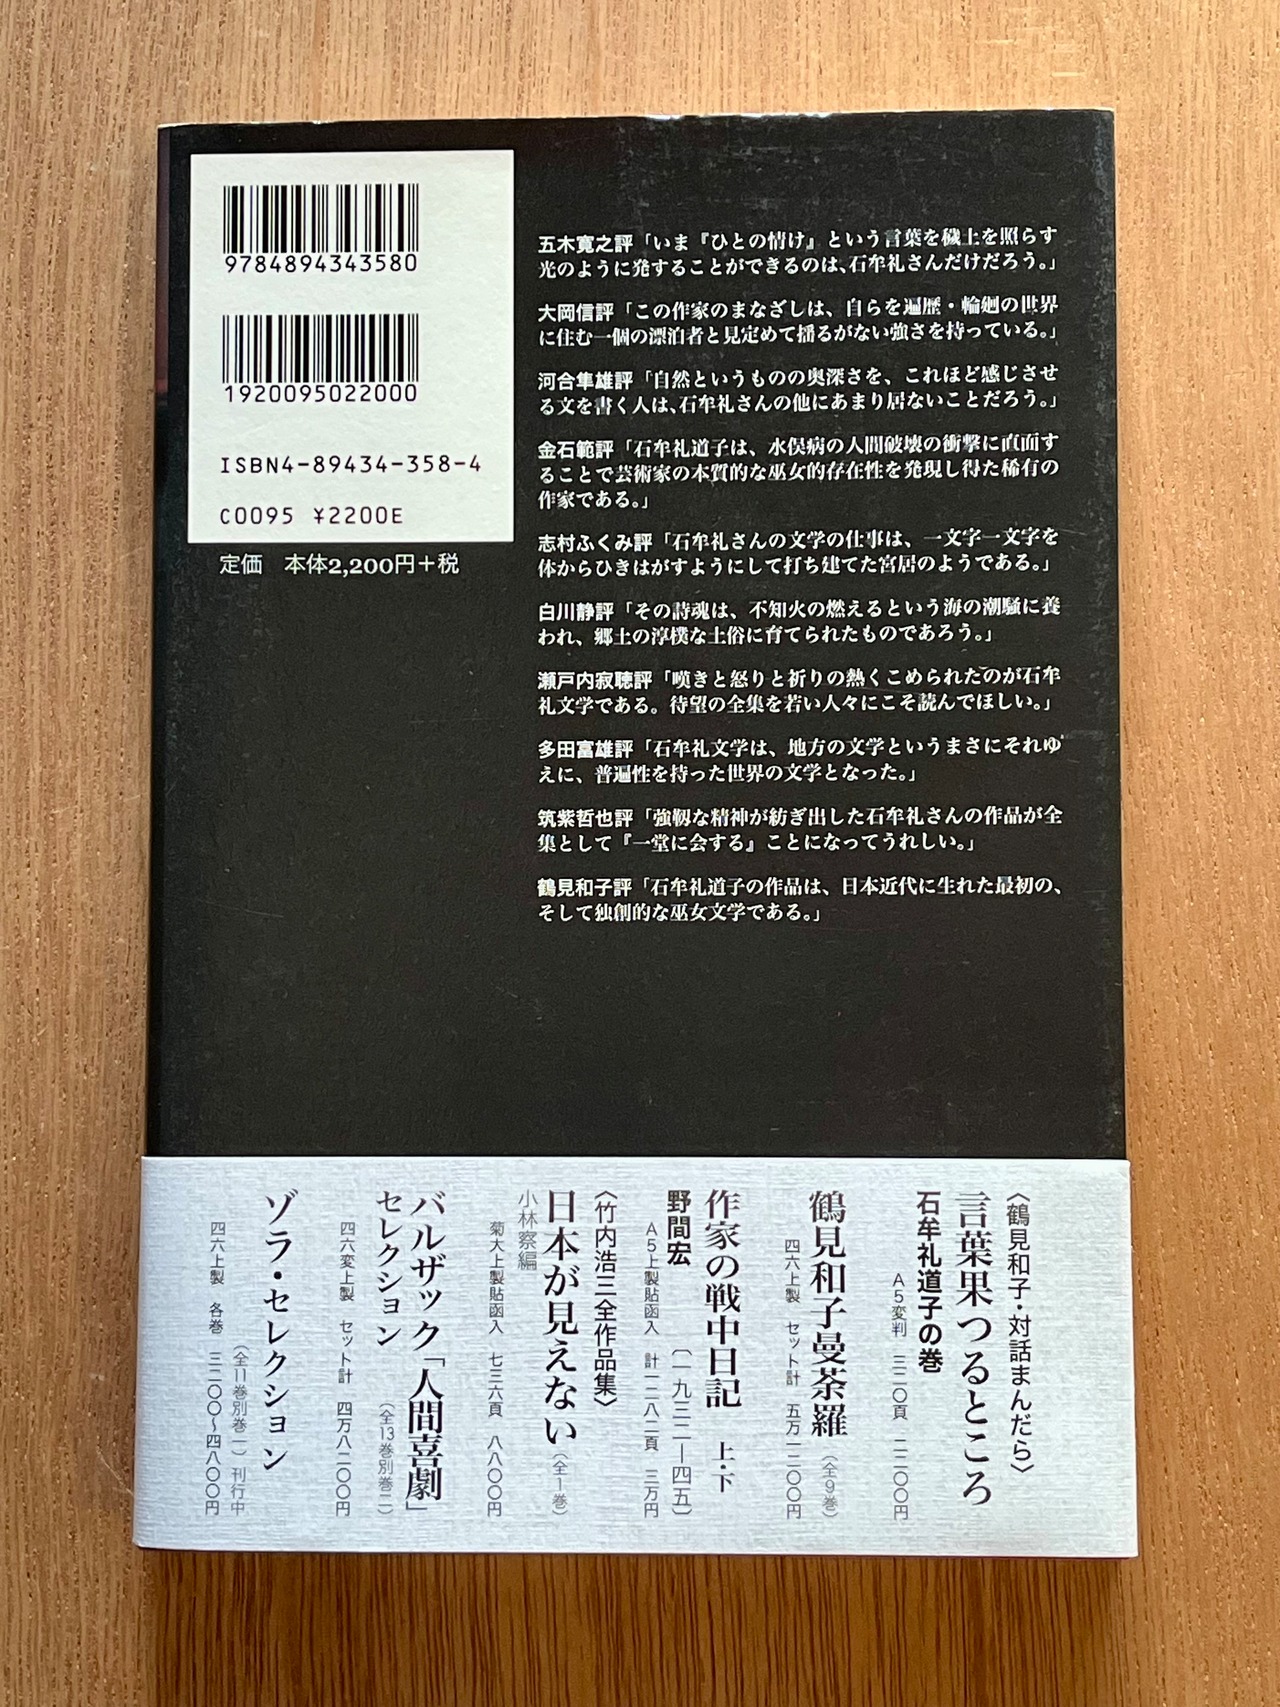 9784894343580
1920095022000
ISBN4-89434-358-4
C0095 ¥2200E
定価　本体2,200円＋税
五木寛之評「いま『ひとの情け』という言葉を穢土を照らす
光のように発することができるのは、石牟礼さんだけだろう。」
大岡信評「この作家のまなざしは、自らを遍歴・輪廻の世界
に住む一個の漂泊者と見定めて揺るがない強さを持っている。」
河合隼雄評「自然というものの奥深さを、これほど感じさせ
る文を書く人は、石牟礼さんの他にあまり居ないことだろう。」
金石範評「石牟礼道子は、水俣病の人間破壊の衝撃に直面す
ることで芸術家の本質的な巫女的存在性を発現し得た稀有の
作家である。」
志村ふくみ評「石牟礼さんの文学の仕事は、一文字一文字を
体からひきはがすようにして打ち建てた宮居のようである。」
白川静評「その詩魂は、不知火の燃えるという海の潮騒に養
われ、郷土の淳樸な土俗に育てられたものであろう。」
瀬戸内寂聴評「嘆きと怒りと祈りの熱くこめられたのが石牟
礼文学である。待望の全集を若い人々にこそ読んでほしい。」
多田富雄評「石牟礼文学は、地方の文学というまさにそれゆ
えに、普遍性を持った世界の文学となった。」
筑紫哲也評「強靱な精神が紡ぎ出した石牟礼さんの作品が全
集として『一堂に会する』ことになってうれしい。」
鶴見和子評「石牟礼道子の作品は、日本近代に生れた最初の、
そして独創的な巫女文学である。」
〈鶴見和子・対話まんだら〉
言葉果つるところ
石牟礼道子の巻
A5変判　三二〇頁　二二〇〇円
鶴見和子曼荼羅（全9巻）
四六上製　セット計　五万一二〇〇円
作家の戦中日記　上・下
野間宏　〔一九三二―四五〕
A5上製貼函入　計一二八二頁　三万円
〈竹内浩三全作品集〉
日本が見えない（全1巻）
小林察編
菊大上製貼函入　七三六頁　八八〇〇円
バルザック「人間喜劇」
セレクション（全13巻別巻二）
四六変上製　セット計　四万八二〇〇円
ゾラ・セレクション
（全11巻別巻一）刊行中
四六上製　各巻　三二〇〇〜四八〇〇円